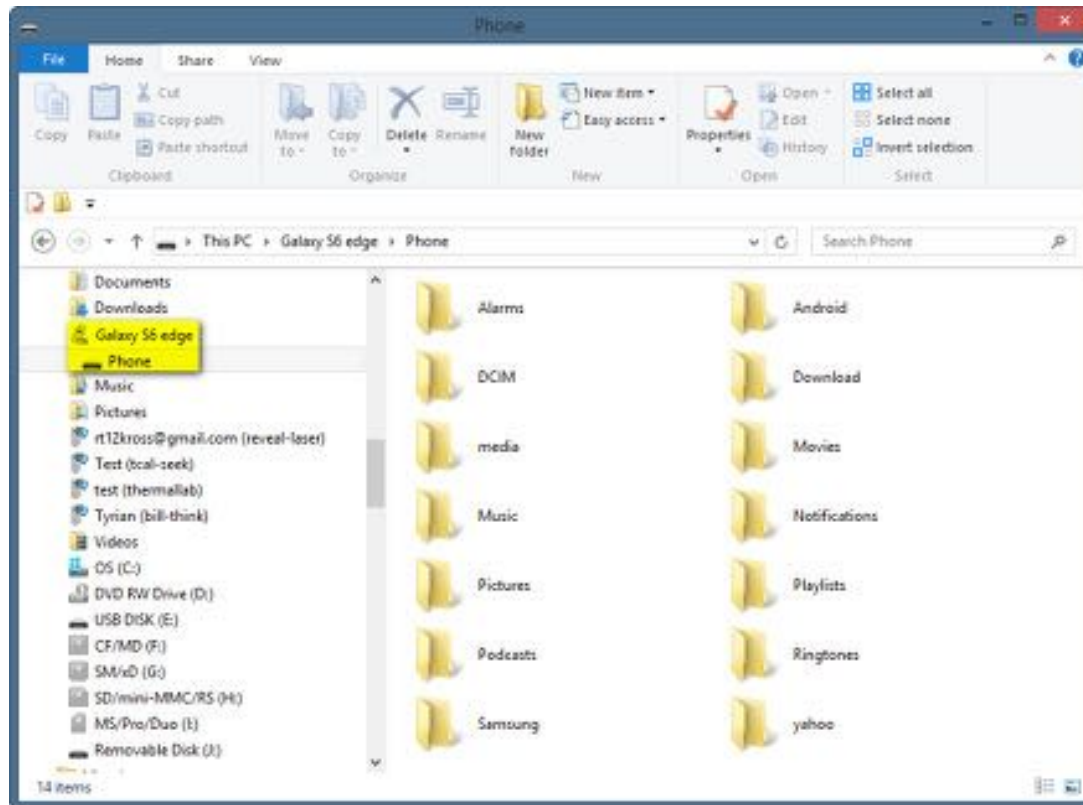 Phone
File Home Share View
Copy
Paste
Cut
Copy path
Paste shortcut
Clipboard
Move to
Copy to
Delete
Rename
Organize
New folder
New item
Easy access
New
Properties
Open
Edit
History
Open
Select all
Select none
Invert selection
Select
This PC Galaxy S6 edge Phone
Search Phone
Documents
Downloads
Galaxy S6 edge
Phone
Music
Pictures
rt12kross@gmail.com (reveal-laser)
Test (tcal-seek)
test (thermallab)
Tyrian (bill-think)
Videos
OS (C:)
DVD RW Drive (D:)
USB DISK (E:)
CF/MD (F:)
SM/xD (G:)
SD/mini-MMC/RS (H:)
MS/Pro/Duo (I:)
Removable Disk (J:)
Alarms Android
DCIM Download
media Movies
Music Notifications
Pictures Playlists
Podcasts Ringtones
Samsung yahoo
14 items